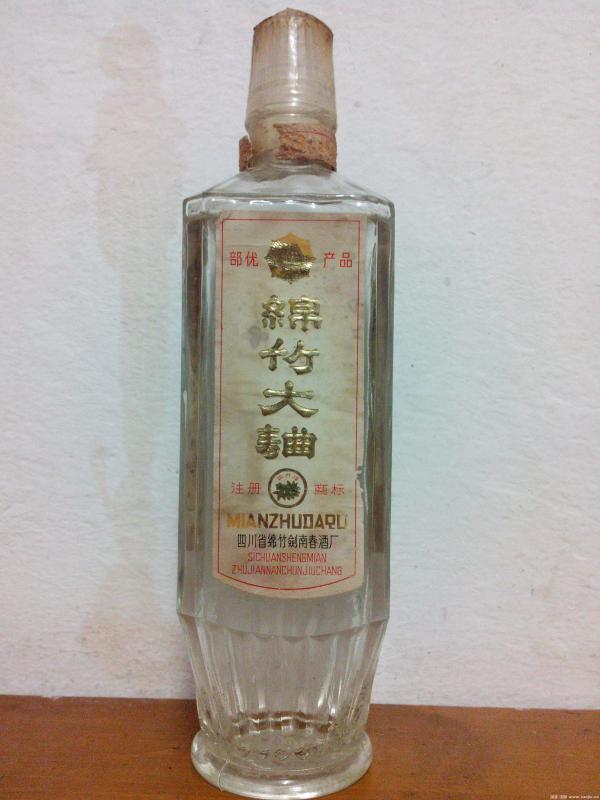 部优 产品
綿竹大麯
注册 商标
MIANZHUDAQU
四川省绵竹剑南春酒厂
SICHUANSHENGMIAN
ZHUJIANNANCHUNJIUCHANG